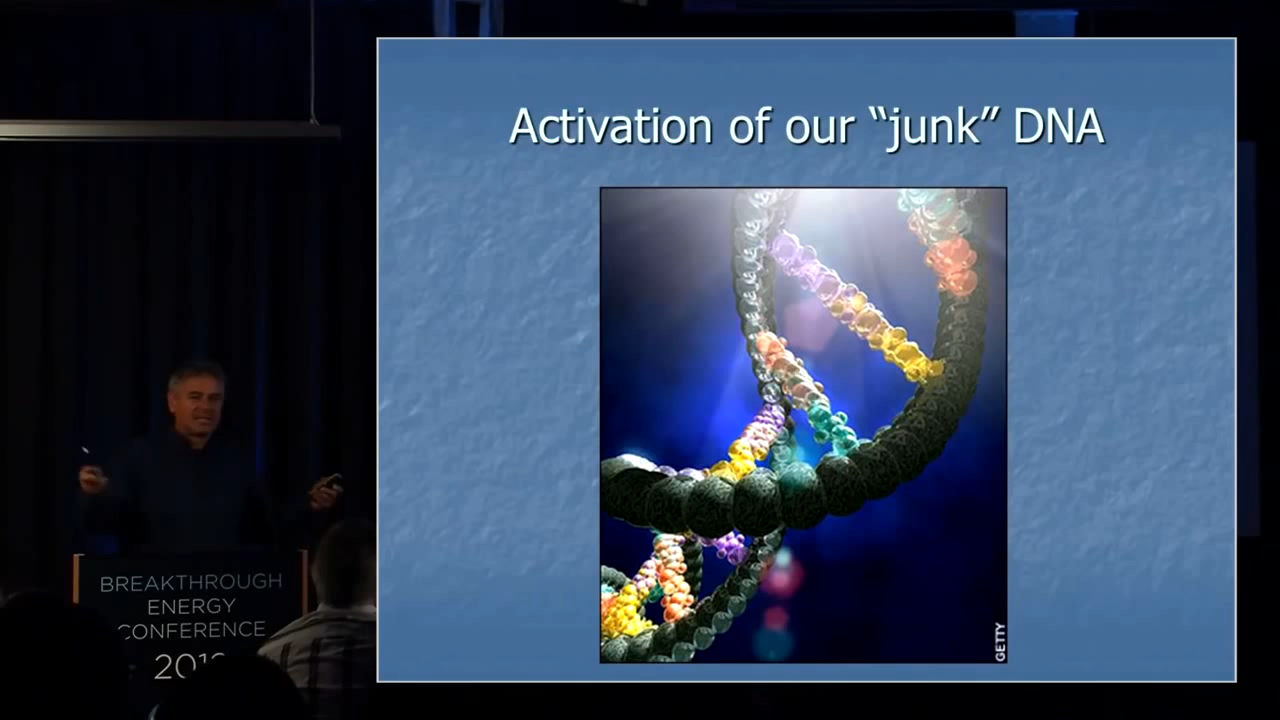 Activation of our “junk” DNA
GETTY
BREAKTHROUGH
ENERGY
CONFERENCE